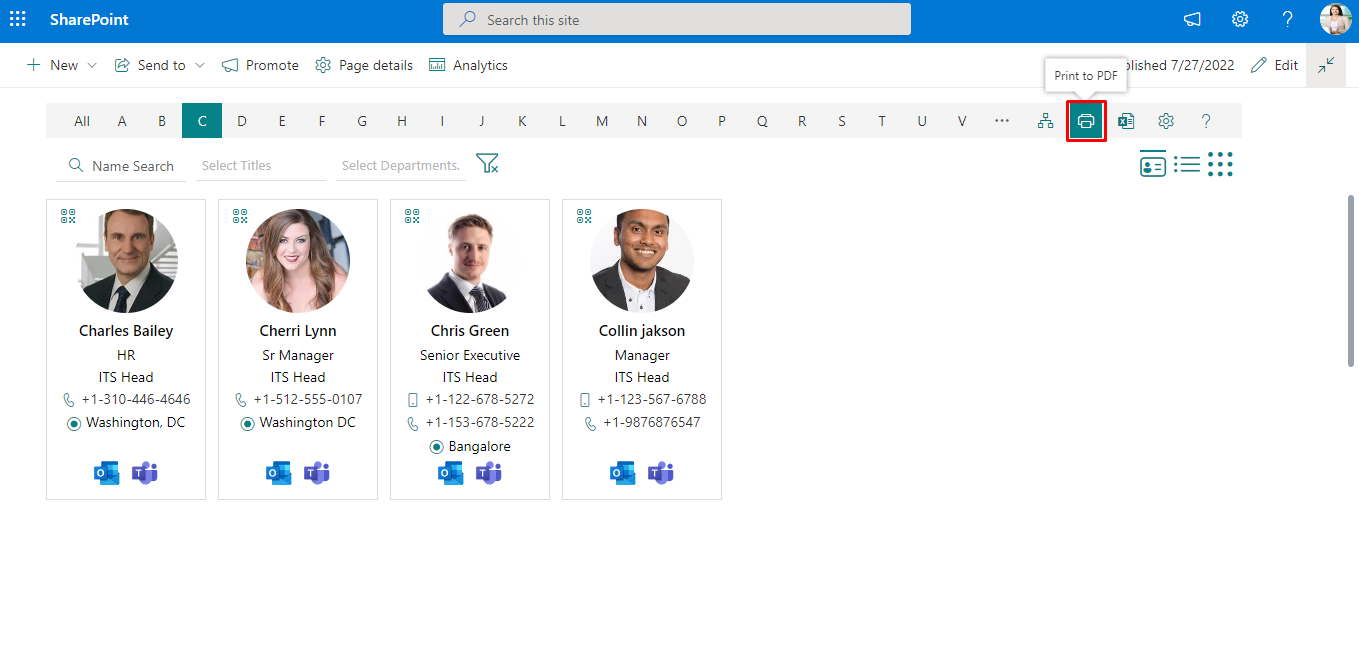 SharePoint
Search this site
?
New Send to Promote Page details Analytics
Print to PDF
blished 7/27/2022 Edit
All A B C D E F G H I J K L M N O P Q R S T U V ... ?
Name Search Select Titles Select Departments.
Charles Bailey
HR
ITS Head
+1-310-446-4646
Washington, DC
Cherri Lynn
Sr Manager
ITS Head
+1-512-555-0107
Washington DC
Chris Green
Senior Executive
ITS Head
+1-122-678-5272
+1-153-678-5222
Bangalore
Collin jakson
Manager
ITS Head
+1-123-567-6788
+1-9876876547